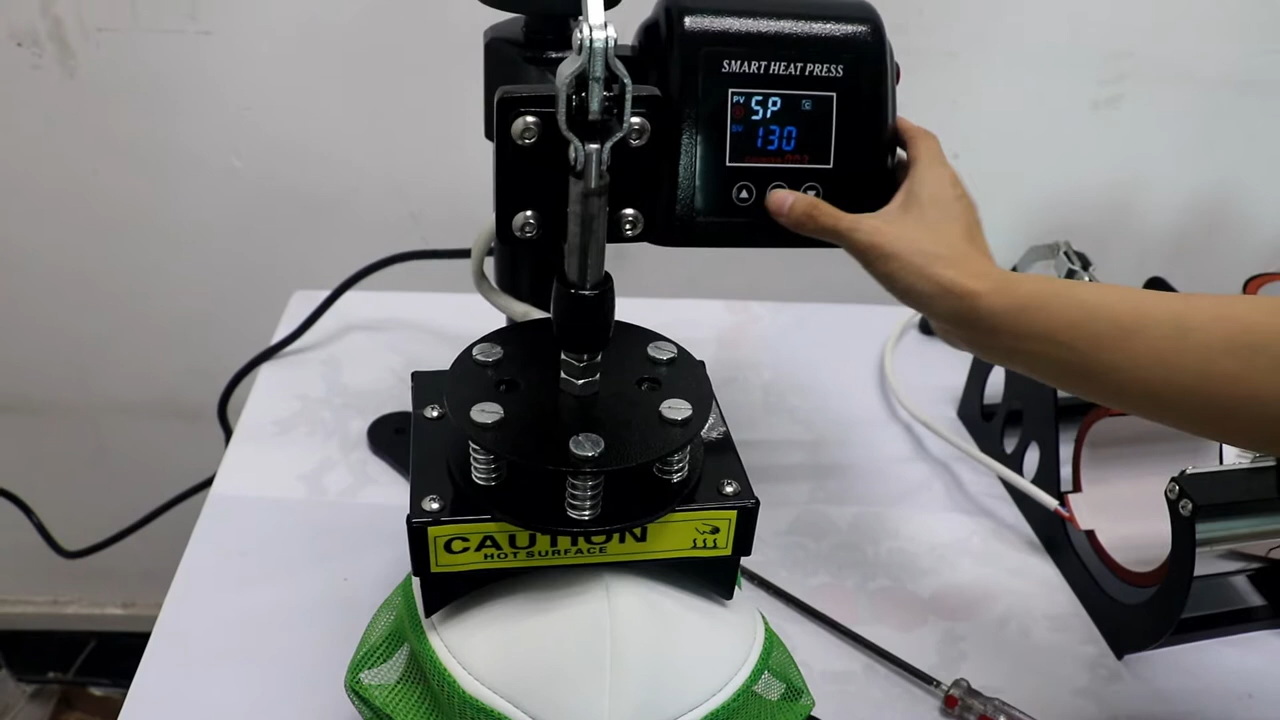 SMART HEAT PRESS
PV SP °C
SV 130
CAUTION
HOT SURFACE